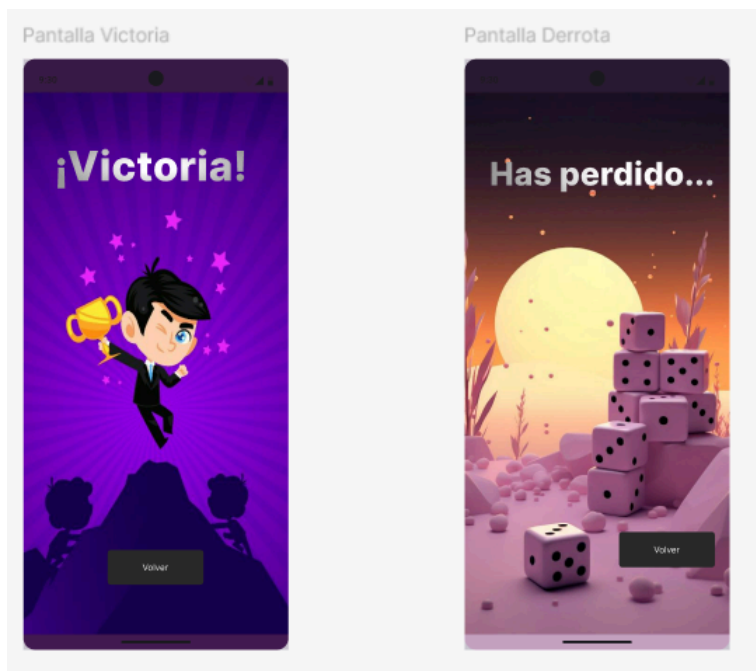 Pantalla Victoria
Pantalla Derrota
¡Victoria!
Has perdido...
Volver
Volver